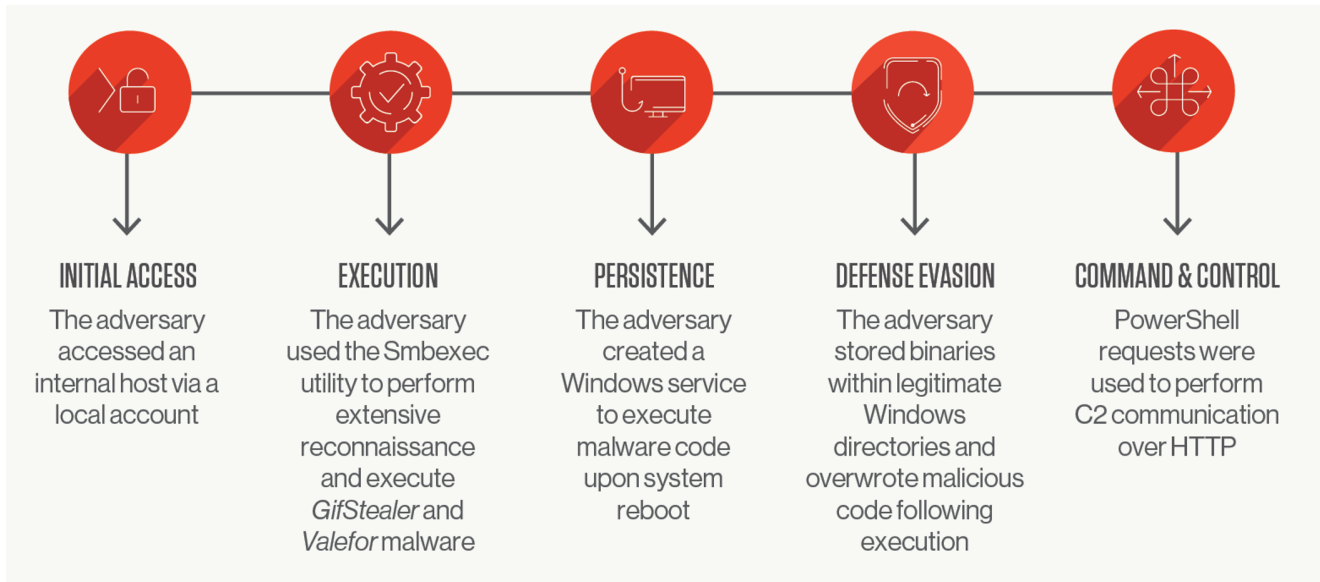 INITIAL ACCESS
The adversary
accessed an
internal host via a
local account
EXECUTION
The adversary
used the Smbexec
utility to perform
extensive
reconnaissance
and execute
GifStealer and
Valefor malware
PERSISTENCE
The adversary
created a
Windows service
to execute
malware code
upon system
reboot
DEFENSE EVASION
The adversary
stored binaries
within legitimate
Windows
directories and
overwrote malicious
code following
execution
COMMAND & CONTROL
PowerShell
requests were
used to perform
C2 communication
over HTTP